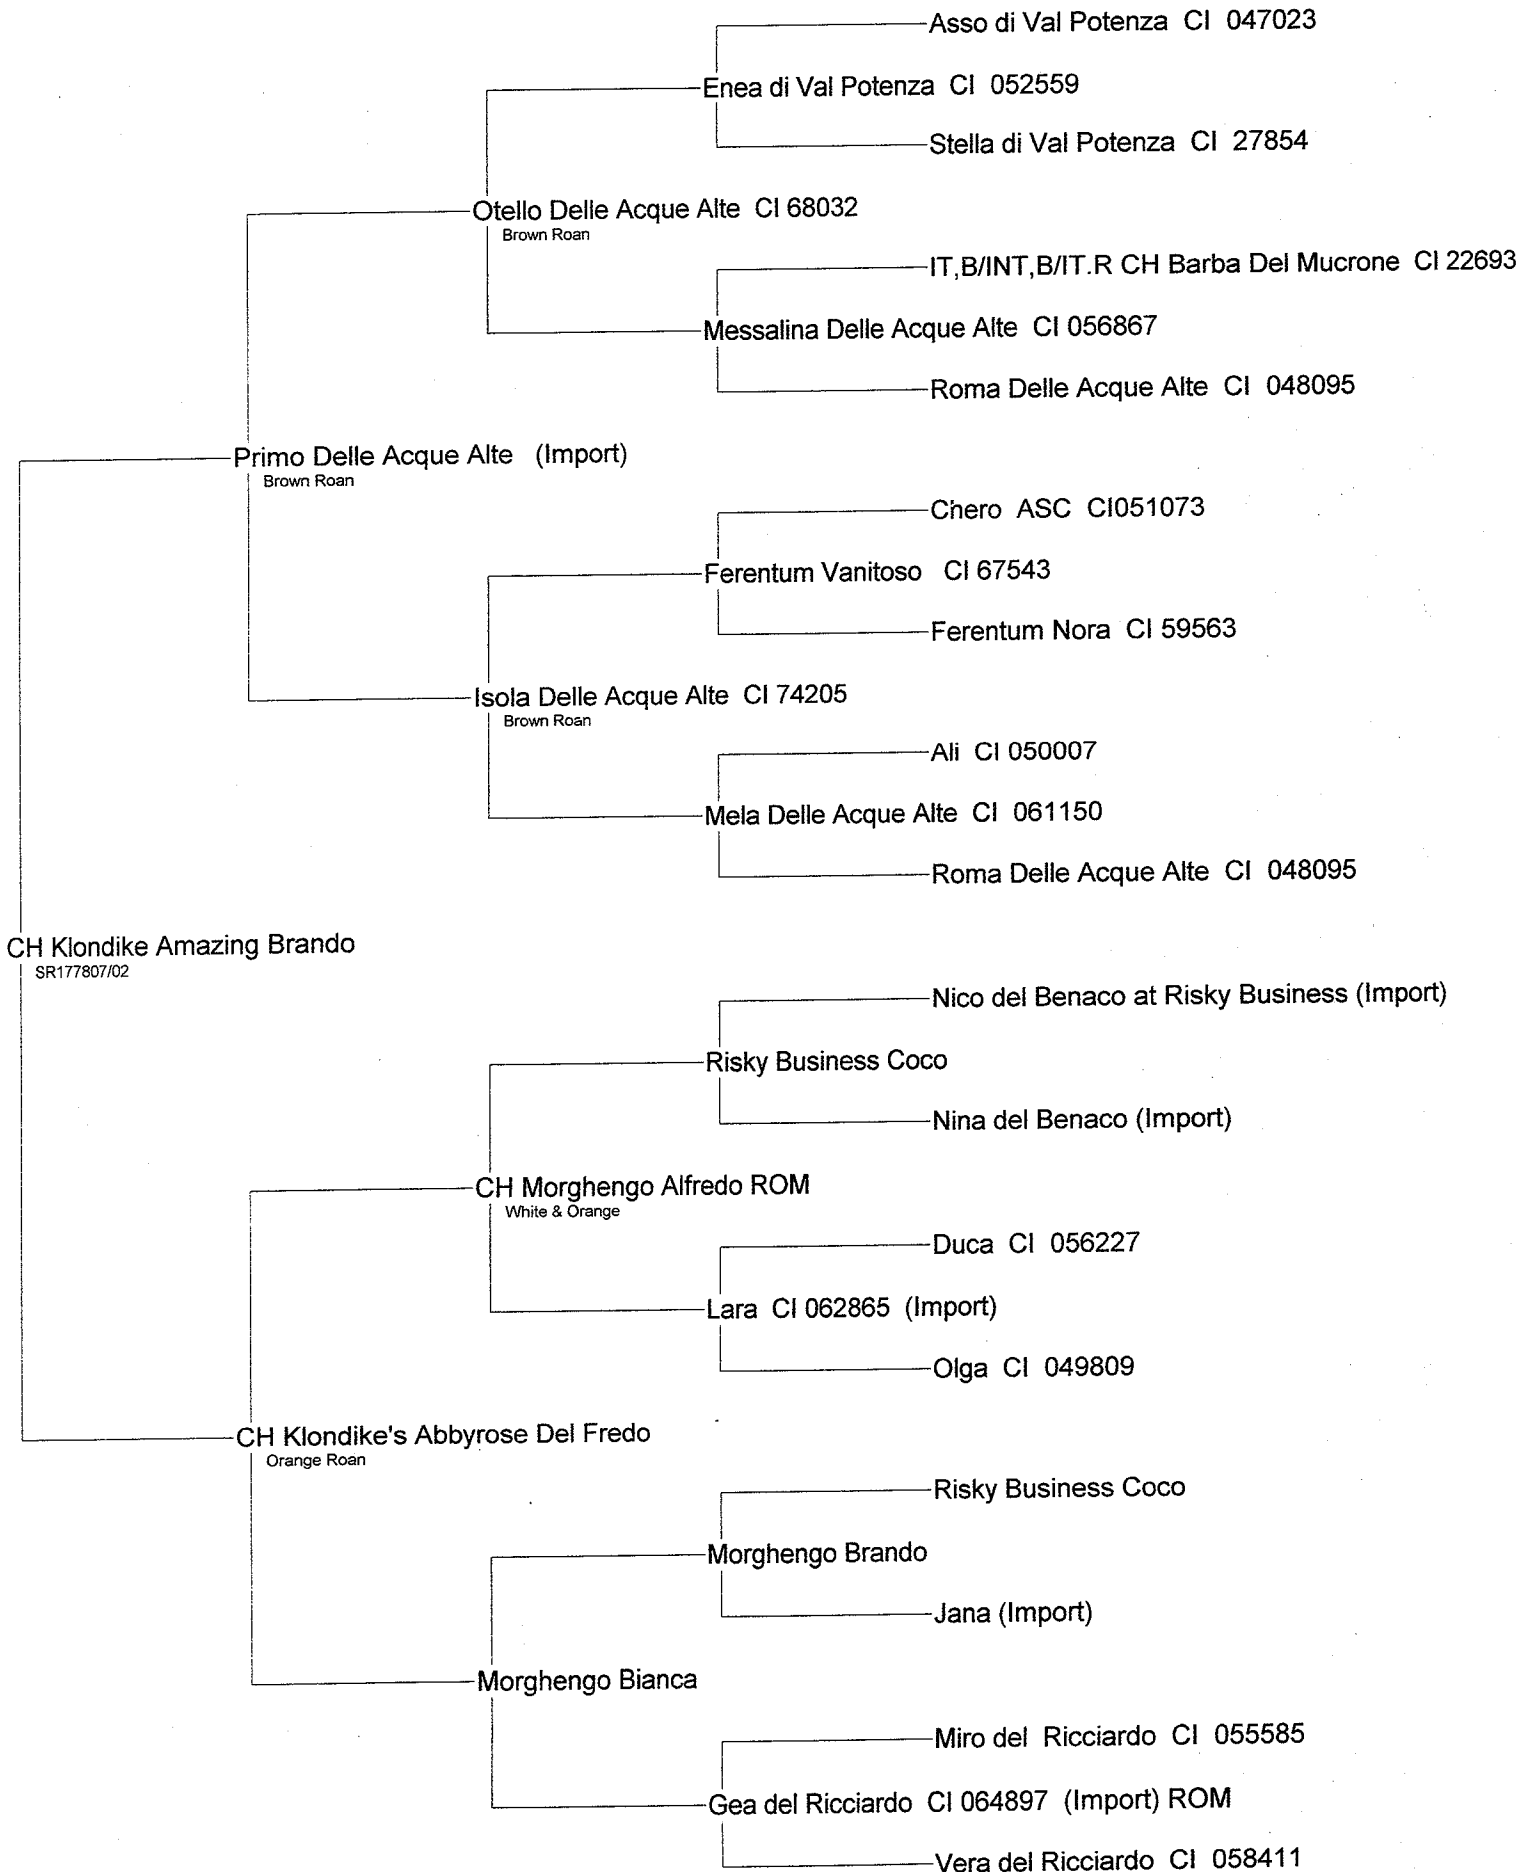 Asso di Val Potenza CI 047023
Enea di Val Potenza CI 052559
Stella di Val Potenza CI 27854
Otello Delle Acque Alte CI 68032
Brown Roan
IT,B/INT,B/IT.R CH Barba Del Mucrone CI 22693
Messalina Delle Acque Alte CI 056867
Roma Delle Acque Alte CI 048095
Primo Delle Acque Alte (Import)
Brown Roan
Chero ASC CI051073
Ferentum Vanitoso CI 67543
Ferentum Nora CI 59563
Isola Delle Acque Alte CI 74205
Brown Roan
Ali CI 050007
Mela Delle Acque Alte CI 061150
Roma Delle Acque Alte CI 048095
CH Klondike Amazing Brando
SR177807/02
Nico del Benaco at Risky Business (Import)
Risky Business Coco
Nina del Benaco (Import)
CH Morghengo Alfredo ROM
White & Orange
Duca CI 056227
Lara CI 062865 (Import)
Olga CI 049809
CH Klondike's Abbyrose Del Fredo
Orange Roan
Risky Business Coco
Morghengo Brando
Jana (Import)
Morghengo Bianca
Miro del Ricciardo CI 055585
Gea del Ricciardo CI 064897 (Import) ROM
Vera del Ricciardo CI 058411